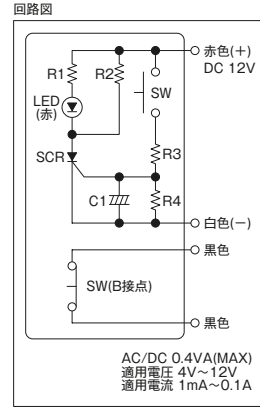 回路図
赤色(+)
DC 12V
R1
R2
SW
LED
(赤)
R3
SCR
C1
R4
白色(−)
黒色
SW(B接点)
黒色
AC/DC 0.4VA(MAX)
適用電圧 4V〜12V
適用電流 1mA〜0.1A